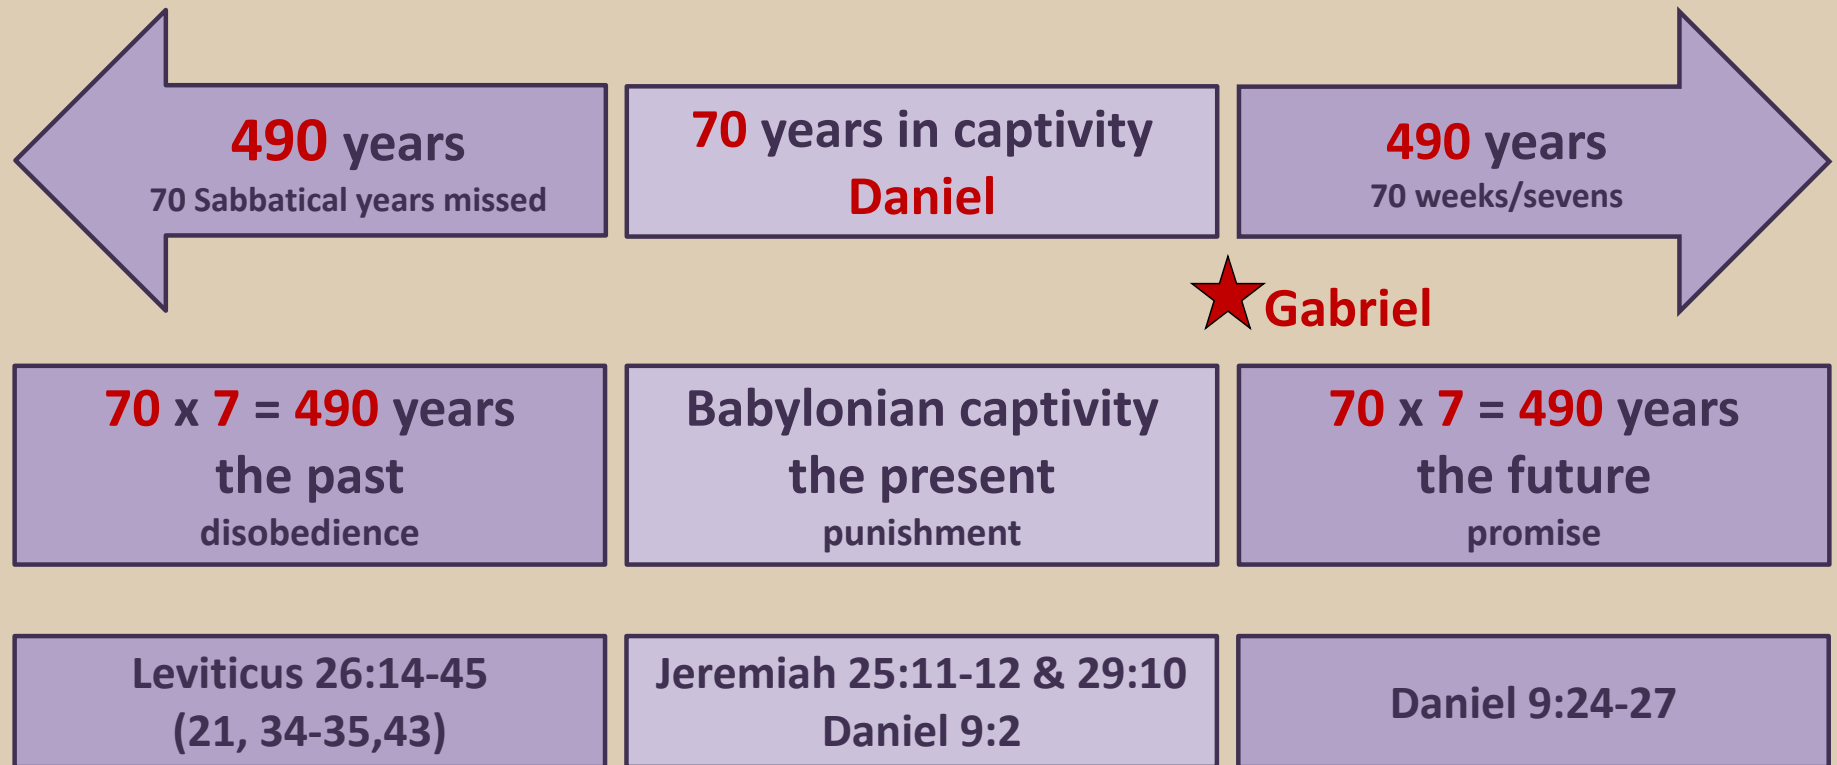 490 years
70 Sabbatical years missed
70 years in captivity
Daniel
490 years
70 weeks/sevens
Gabriel
70 x 7 = 490 years
the past
disobedience
Babylonian captivity
the present
punishment
70 x 7 = 490 years
the future
promise
Leviticus 26:14-45
(21, 34-35,43)
Jeremiah 25:11-12 & 29:10
Daniel 9:2
Daniel 9:24-27